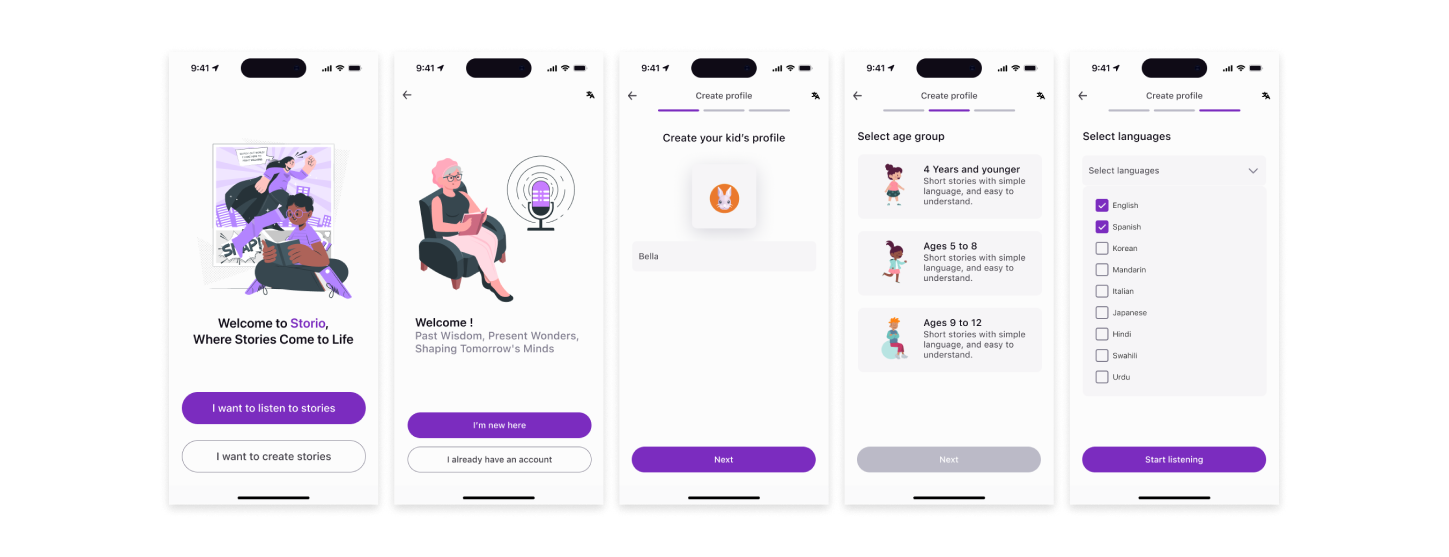 9:41
Welcome to Storio,
Where Stories Come to Life
I want to listen to stories
I want to create stories
9:41
Welcome !
Past Wisdom, Present Wonders,
Shaping Tomorrow's Minds
I'm new here
I already have an account
9:41
Create profile
Create your kid's profile
Bella
Next
9:41
Create profile
Select age group
4 Years and younger
Short stories with simple
language, and easy to
understand.
Ages 5 to 8
Short stories with simple
language, and easy to
understand.
Ages 9 to 12
Short stories with simple
language, and easy to
understand.
Next
9:41
Create profile
Select languages
Select languages
English
Spanish
Korean
Mandarin
Italian
Japanese
Hindi
Swahili
Urdu
Start listening